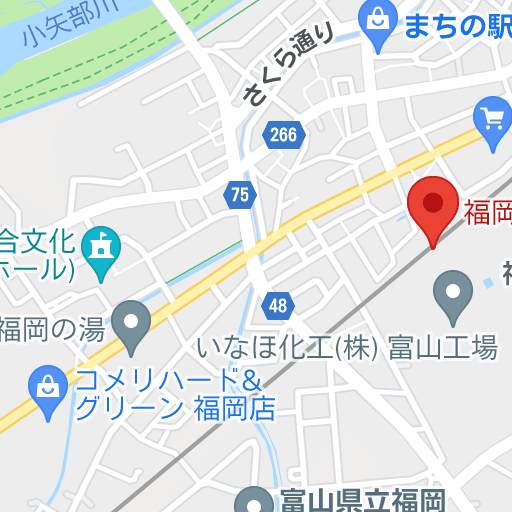 小矢部川
まちの駅
さくら通り
266
75
福岡
合文化
ホール)
48
福岡の湯
いなほ化工(株) 富山工場
コメリハード&
グリーン 福岡店
富山県立福岡